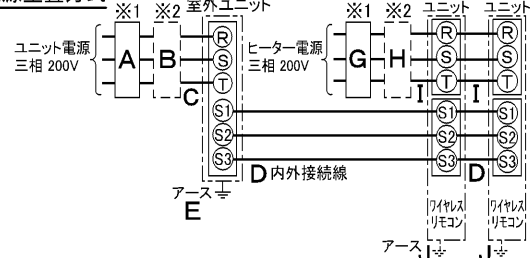 ※1 ※2 室外ユニット
ユニット電源
三相 200V
A
B
C
R
S
T
S1
S2
S3
D 内外接続線
アース
E
※1 ※2 ユニット ユニット
ヒーター電源
三相 200V
G
H
I I
R R
S S
T T
S1 S1
S2 S2
S3 S3
D
ワイヤレス ワイヤレス
リモコン リモコン
アース